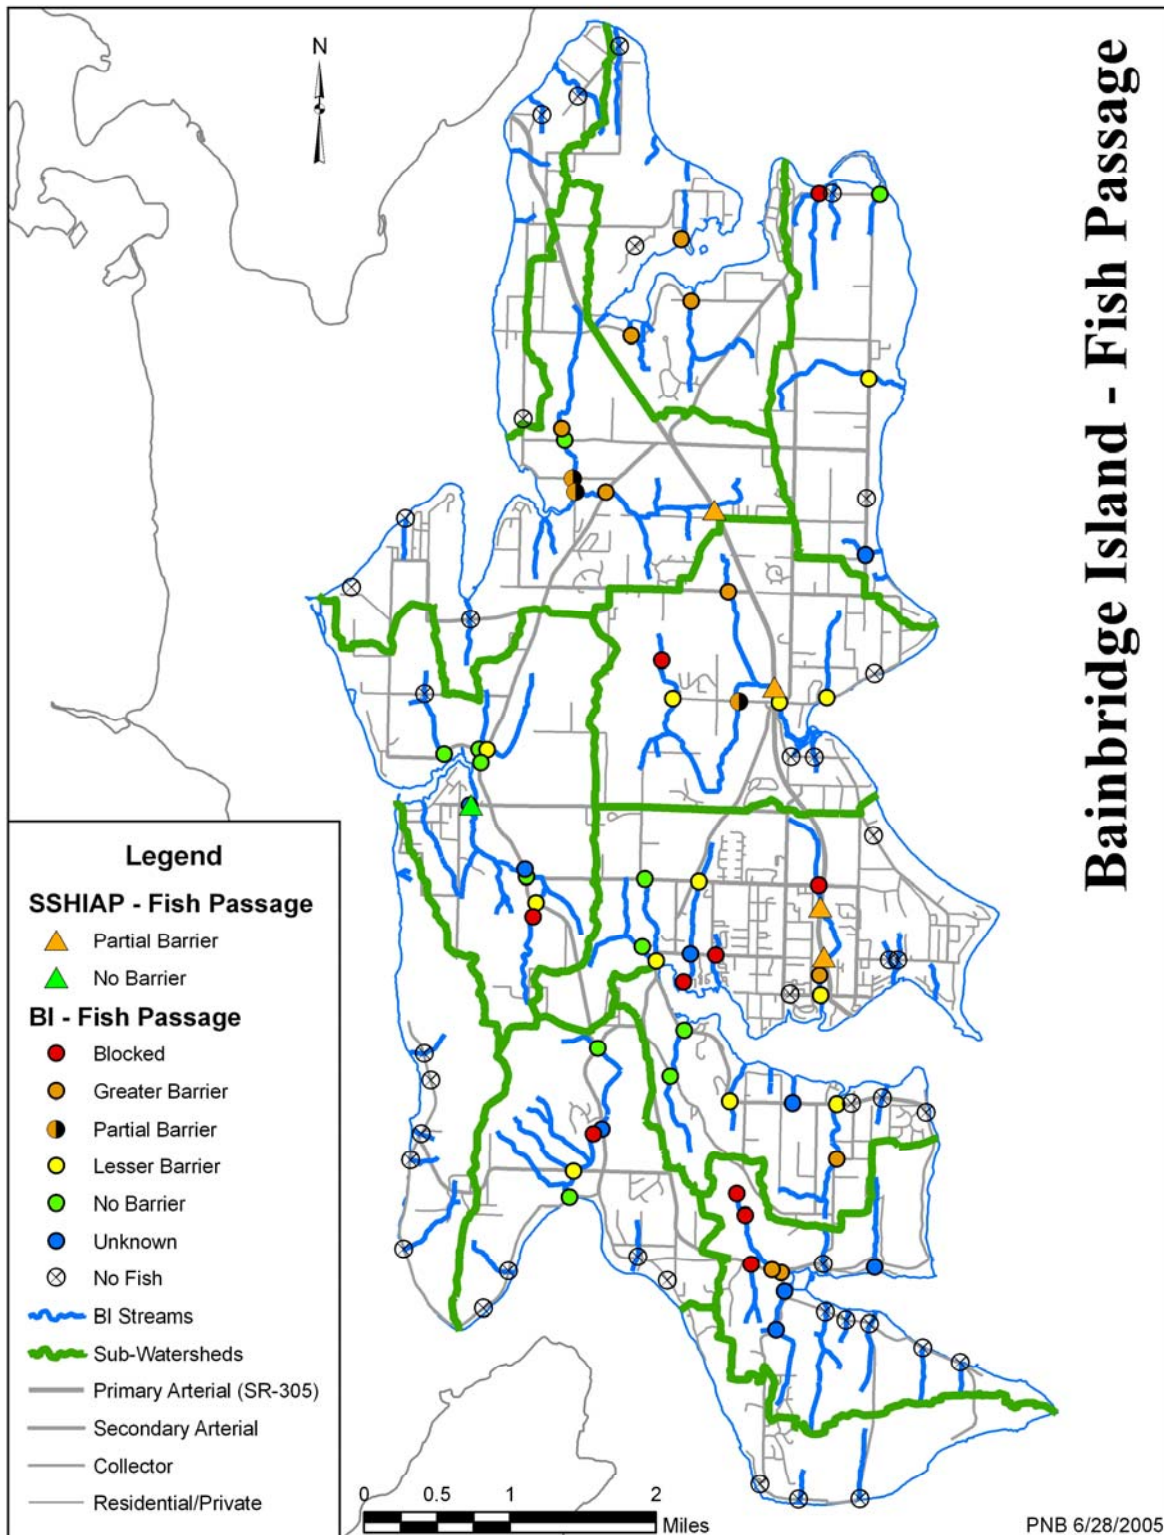 Bainbridge Island - Fish Passage
N
Legend
SSHIAP - Fish Passage
Partial Barrier
No Barrier
BI - Fish Passage
Blocked
Greater Barrier
Partial Barrier
Lesser Barrier
No Barrier
Unknown
No Fish
BI Streams
Sub-Watersheds
Primary Arterial (SR-305)
Secondary Arterial
Collector
Residential/Private
0 0.5 1 2
Miles
PNB 6/28/2005